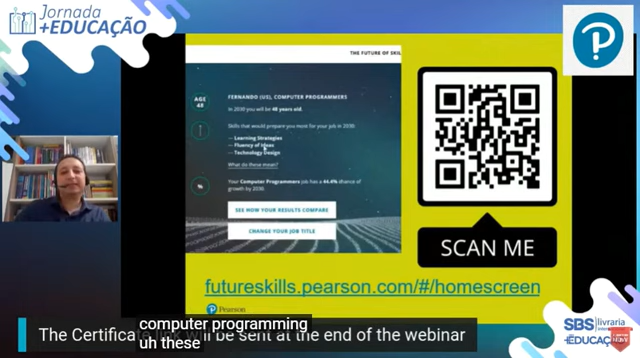 Jornada
+EDUCAÇÃO
THE FUTURE OF SKIL
AGE
48
FERNANDO (US), COMPUTER PROGRAMMERS
In 2030 you will be 48 years old.
Skills that would prepare you most for your job in 2030:
— Learning Strategies
— Fluency of Ideas
— Technology Design
What do these mean?
%
Your Computer Programmers job has a 44.4% chance of
growth by 2030.
SEE HOW YOUR RESULTS COMPARE
CHANGE YOUR JOB TITLE
SCAN ME
futureskills.pearson.com/#/homescreen
Pearson
computer programming
uh these
The Certificate will be sent at the end of the webinar
SBS livraria
+EDUCAÇÃO